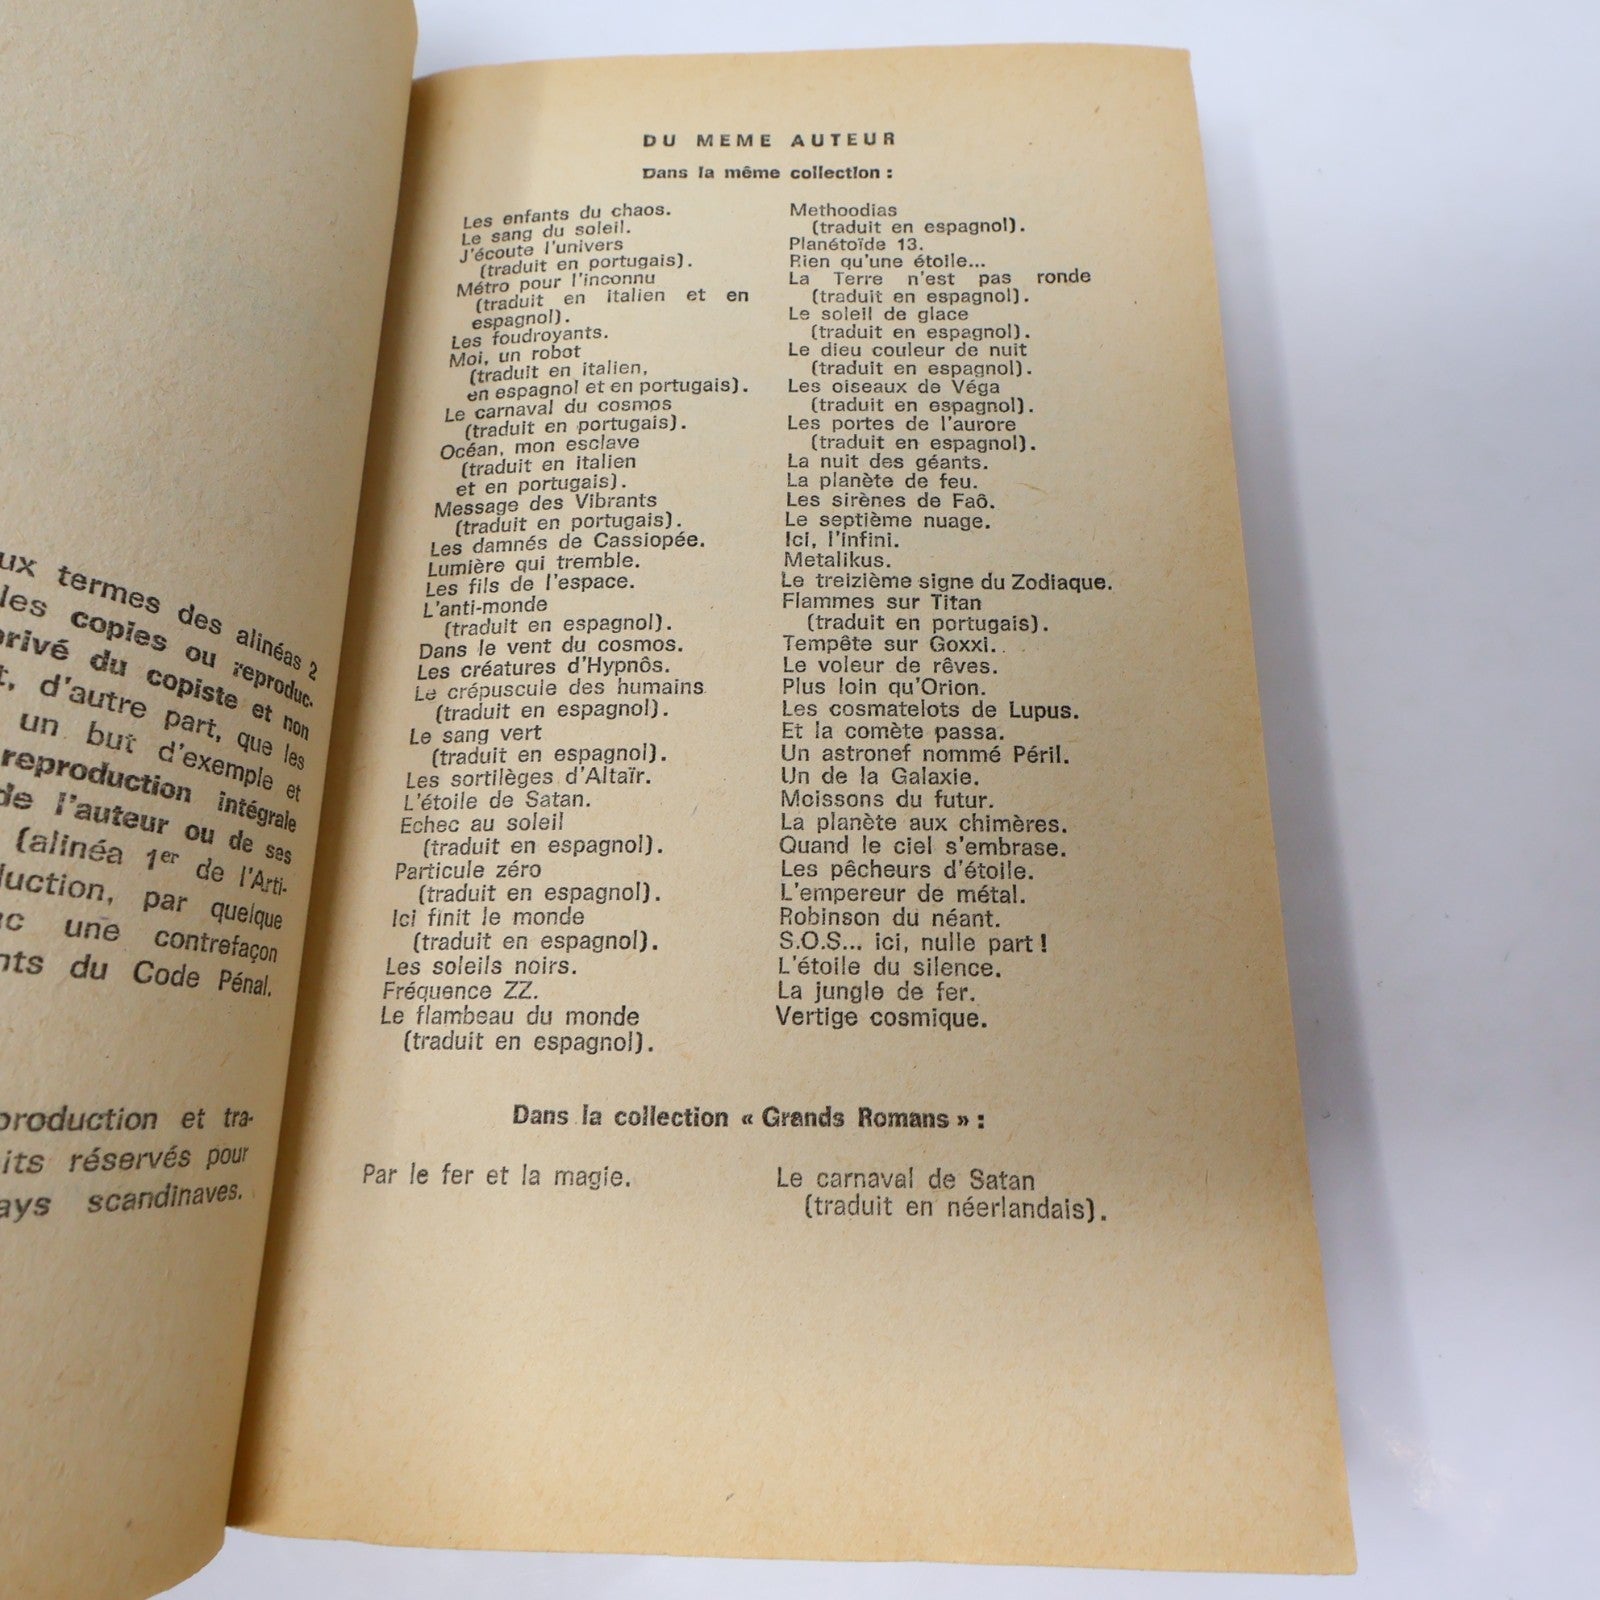 ux termes des alinéas 2
les copies ou reproduc-
privé du copiste et non
t, d'autre part, que les
un but d'exemple et
reproduction intégrale
de l'auteur ou de ses
(alinéa 1er de l'Arti-
duction, par quelque
une contrefaçon
nts du Code Pénal.
production et tra-
its réservés pour
ays scandinaves.
DU MEME AUTEUR
Dans la même collection :
Les enfants du chaos.
Le sang du soleil.
J'écoute l'univers
(traduit en portugais).
Métro pour l'inconnu
(traduit en italien et en
espagnol).
Les foudroyants.
Moi, un robot
(traduit en italien,
en espagnol et en portugais).
Le carnaval du cosmos
(traduit en portugais).
Océan, mon esclave
(traduit en italien
et en portugais).
Message des Vibrants
(traduit en portugais).
Les damnés de Cassiopée.
Lumière qui tremble.
Les fils de l'espace.
L'anti-monde
(traduit en espagnol).
Dans le vent du cosmos.
Les créatures d'Hypnôs.
Le crépuscule des humains
(traduit en espagnol).
Le sang vert
(traduit en espagnol).
Les sortilèges d'Altaïr.
L'étoile de Satan.
Echec au soleil
(traduit en espagnol).
Particule zéro
(traduit en espagnol).
Ici finit le monde
(traduit en espagnol).
Les soleils noirs.
Fréquence ZZ.
Le flambeau du monde
(traduit en espagnol).
Methoodias
(traduit en espagnol).
Planétoïde 13.
Rien qu'une étoile...
La Terre n'est pas ronde
(traduit en espagnol).
Le soleil de glace
(traduit en espagnol).
Le dieu couleur de nuit
(traduit en espagnol).
Les oiseaux de Véga
(traduit en espagnol).
Les portes de l'aurore
(traduit en espagnol).
La nuit des géants.
La planète de feu.
Les sirènes de Faô.
Le septième nuage.
Ici, l'infini.
Metalikus.
Le treizième signe du Zodiaque.
Flammes sur Titan
(traduit en portugais).
Tempête sur Goxxi.
Le voleur de rêves.
Plus loin qu'Orion.
Les cosmatelots de Lupus.
Et la comète passa.
Un astronef nommé Péril.
Un de la Galaxie.
Moissons du futur.
La planète aux chimères.
Quand le ciel s'embrase.
Les pêcheurs d'étoile.
L'empereur de métal.
Robinson du néant.
S.O.S... ici, nulle part !
L'étoile du silence.
La jungle de fer.
Vertige cosmique.
Dans la collection « Grands Romans » :
Par le fer et la magie.
Le carnaval de Satan
(traduit en néerlandais).